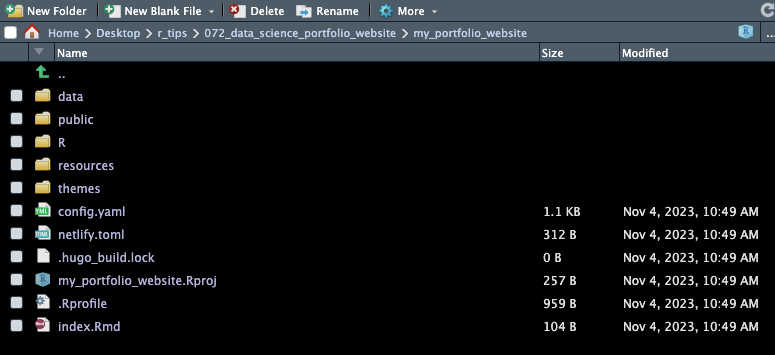 New Folder New Blank File Delete Rename More
Home Desktop r_tips 072_data_science_portfolio_website my_portfolio_website R ...
Name Size Modified
..
data
public
R
resources
themes
config.yaml 1.1 KB Nov 4, 2023, 10:49 AM
netlify.toml 312 B Nov 4, 2023, 10:49 AM
.hugo_build.lock 0 B Nov 4, 2023, 10:49 AM
my_portfolio_website.Rproj 257 B Nov 4, 2023, 10:49 AM
.Rprofile 959 B Nov 4, 2023, 10:49 AM
index.Rmd 104 B Nov 4, 2023, 10:49 AM